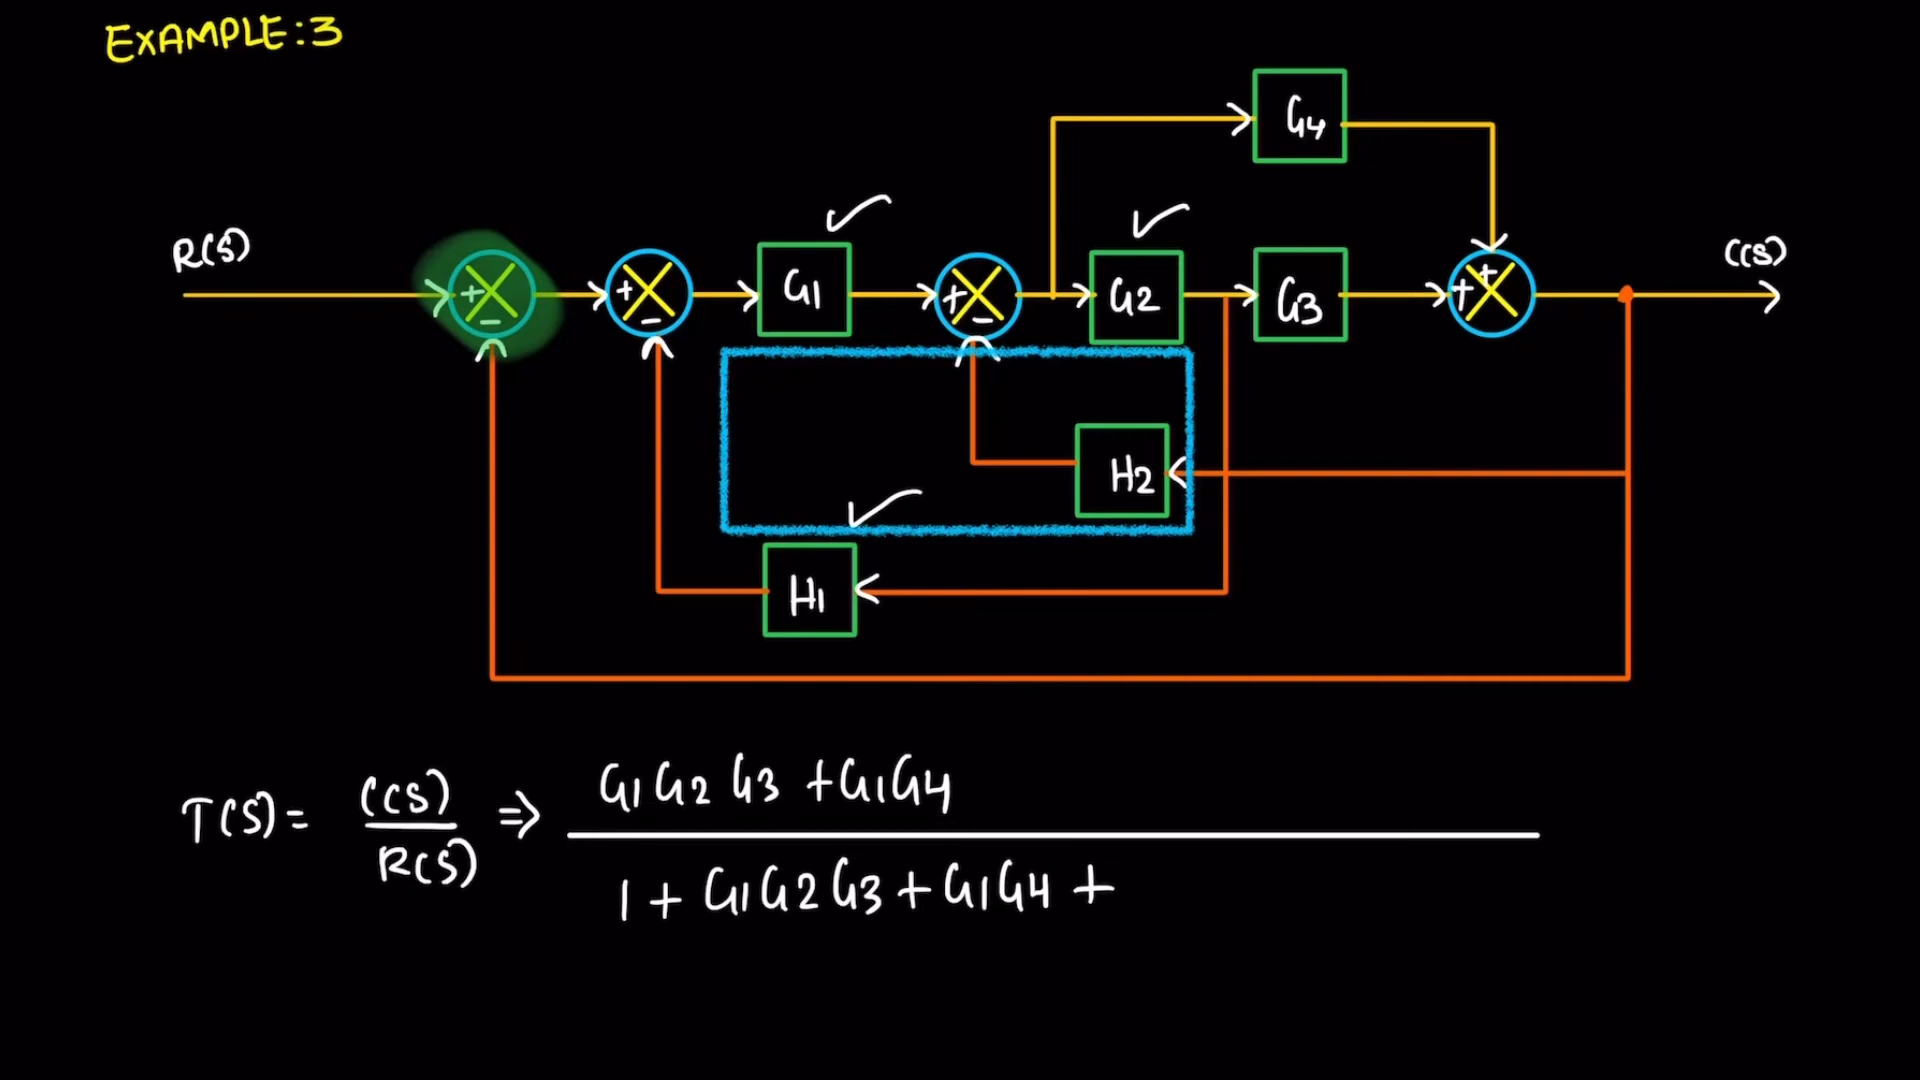 EXAMPLE:3
G4
R(S)
C(S)
+
-
+
-
G1
+
-
G2
G3
+
+
H2
H1
T(S) = C(S) / R(S) ⇒ G1G2G3 + G1G4
1 + G1G2G3 + G1G4 +